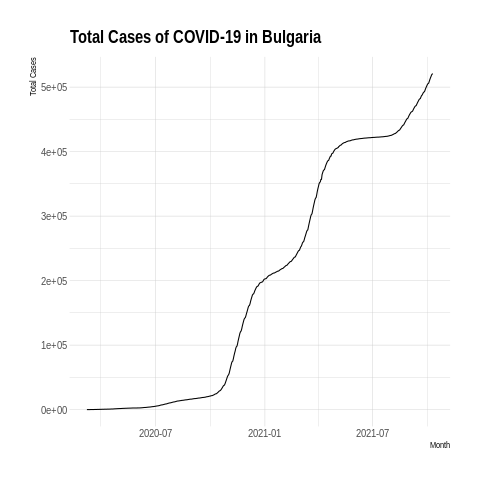 Total Cases of COVID-19 in Bulgaria
Total Cases
5e+05
4e+05
3e+05
2e+05
1e+05
0e+00
2020-07
2021-01
2021-07
Month